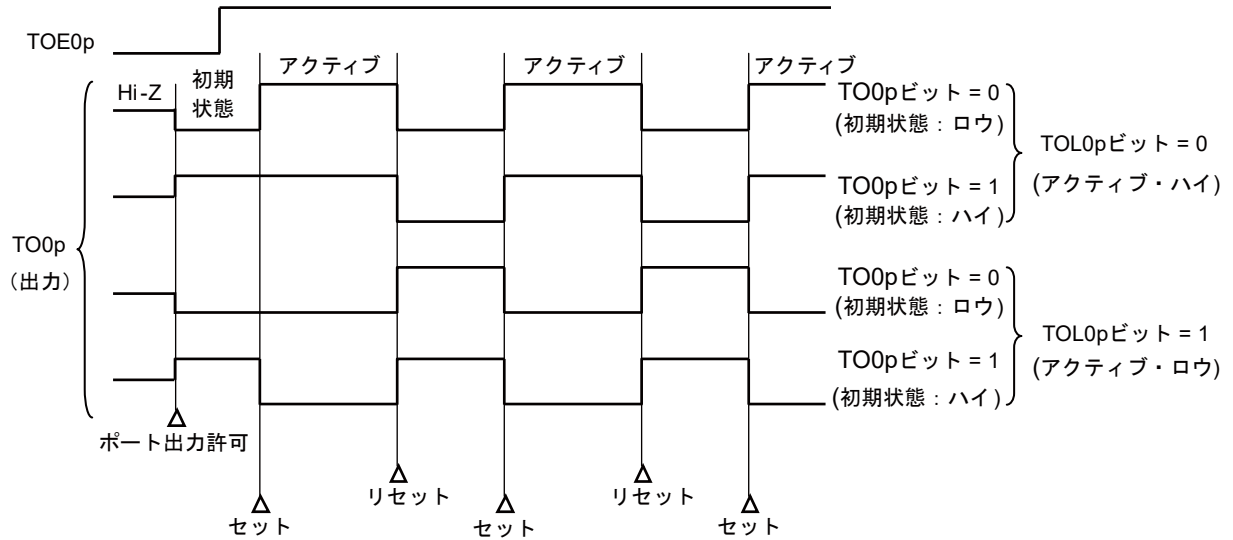 TOE0p
Hi-Z
初期
状態
アクティブ
アクティブ
アクティブ
TO0pビット = 0
(初期状態：ロウ)
TO0pビット = 1
(初期状態：ハイ)
TOL0pビット = 0
(アクティブ・ハイ)
TO0p
（出力）
TO0pビット = 0
(初期状態：ロウ)
TO0pビット = 1
(初期状態：ハイ)
TOL0pビット = 1
(アクティブ・ロウ)
ポート出力許可
セット
リセット
セット
リセット
セット